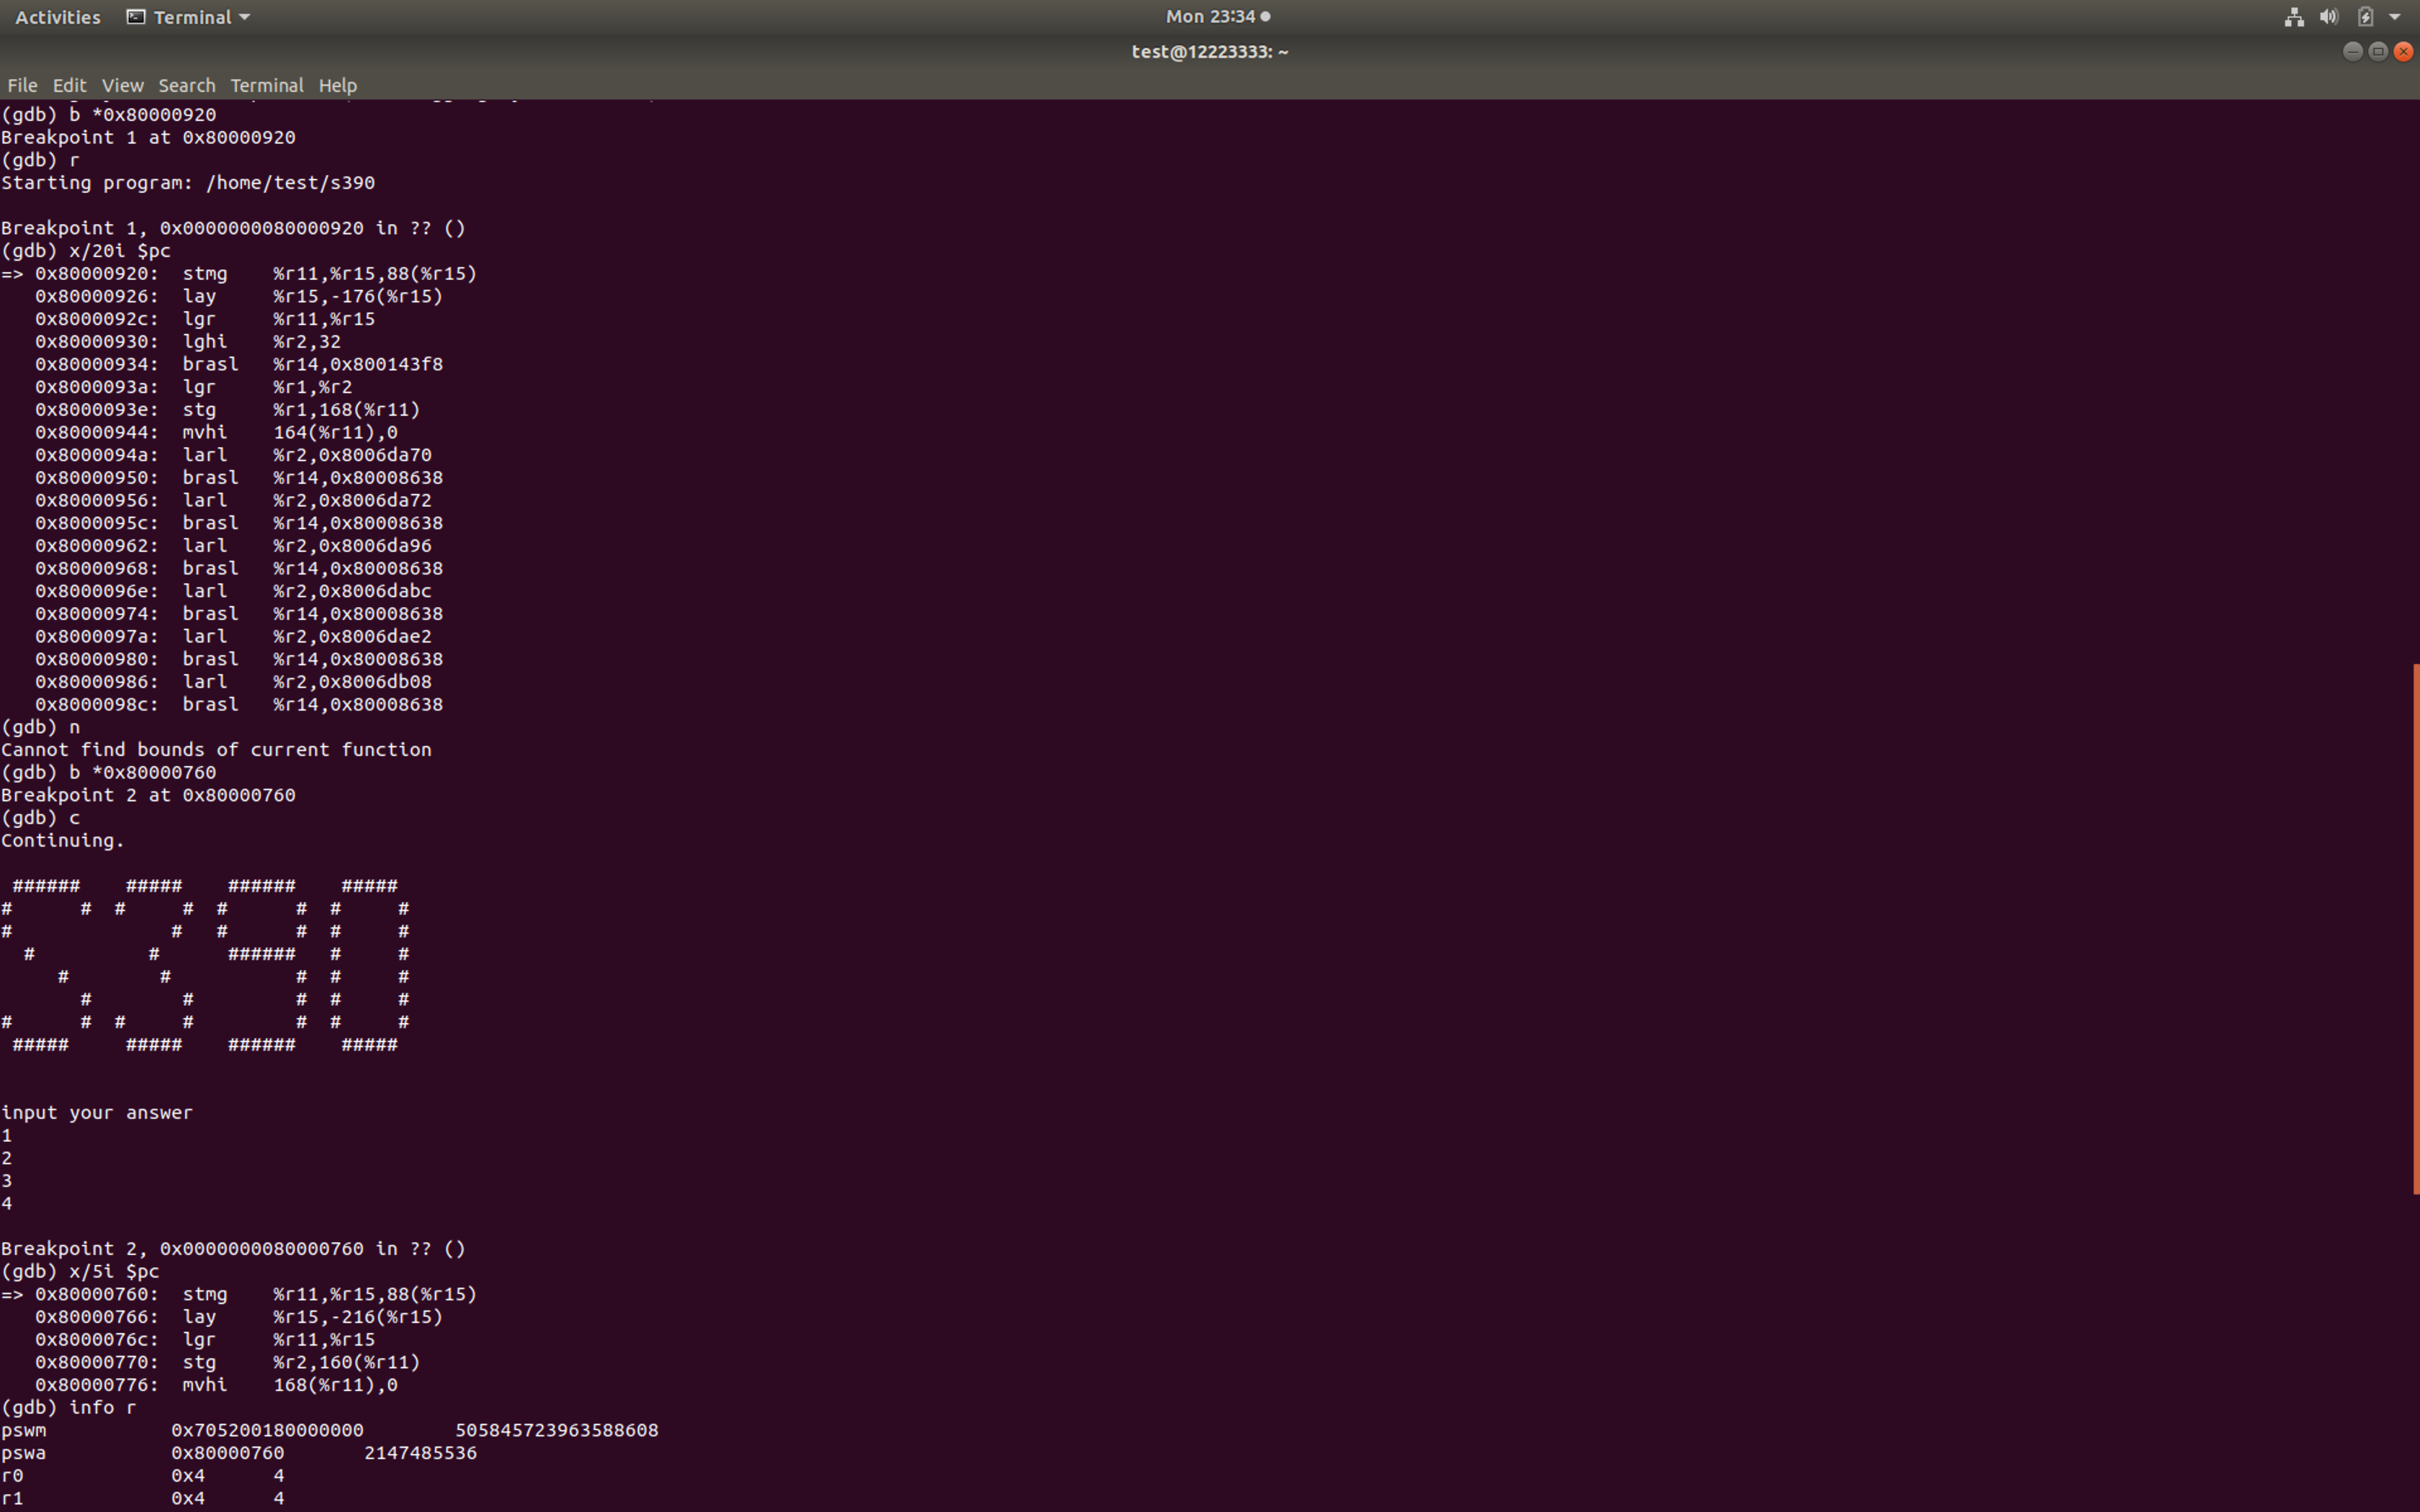 Activities Terminal Mon 23:34
test@12223333: ~
File Edit View Search Terminal Help
(gdb) b *0x80000920
Breakpoint 1 at 0x80000920
(gdb) r
Starting program: /home/test/s390
Breakpoint 1, 0x0000000080000920 in ?? ()
(gdb) x/20i $pc
=> 0x80000920: stmg %r11,%r15,88(%r15)
0x80000926: lay %r15,-176(%r15)
0x8000092c: lgr %r11,%r15
0x80000930: lghi %r2,32
0x80000934: brasl %r14,0x800143f8
0x8000093a: lgr %r1,%r2
0x8000093e: stg %r1,168(%r11)
0x80000944: mvhi 164(%r11),0
0x8000094a: larl %r2,0x8006da70
0x80000950: brasl %r14,0x80008638
0x80000956: larl %r2,0x8006da72
0x8000095c: brasl %r14,0x80008638
0x80000962: larl %r2,0x8006da96
0x80000968: brasl %r14,0x80008638
0x8000096e: larl %r2,0x8006dabc
0x80000974: brasl %r14,0x80008638
0x8000097a: larl %r2,0x8006dae2
0x80000980: brasl %r14,0x80008638
0x80000986: larl %r2,0x8006db08
0x8000098c: brasl %r14,0x80008638
(gdb) n
Cannot find bounds of current function
(gdb) b *0x80000760
Breakpoint 2 at 0x80000760
(gdb) c
Continuing.
 ######    #####    ######    #####
#      #  #     #  #      #  #     #
#              #   #      #  #     #
  #          #      ######   #     #
     #        #           #  #     #
       #        #         #  #     #
#      #  #     #         #  #     #
 #####     #####    ######    #####
input your answer
1
2
3
4
Breakpoint 2, 0x0000000080000760 in ?? ()
(gdb) x/5i $pc
=> 0x80000760: stmg %r11,%r15,88(%r15)
0x80000766: lay %r15,-216(%r15)
0x8000076c: lgr %r11,%r15
0x80000770: stg %r2,160(%r11)
0x80000776: mvhi 168(%r11),0
(gdb) info r
pswm 0x705200180000000 505845723963588608
pswa 0x80000760 2147485536
r0 0x4 4
r1 0x4 4